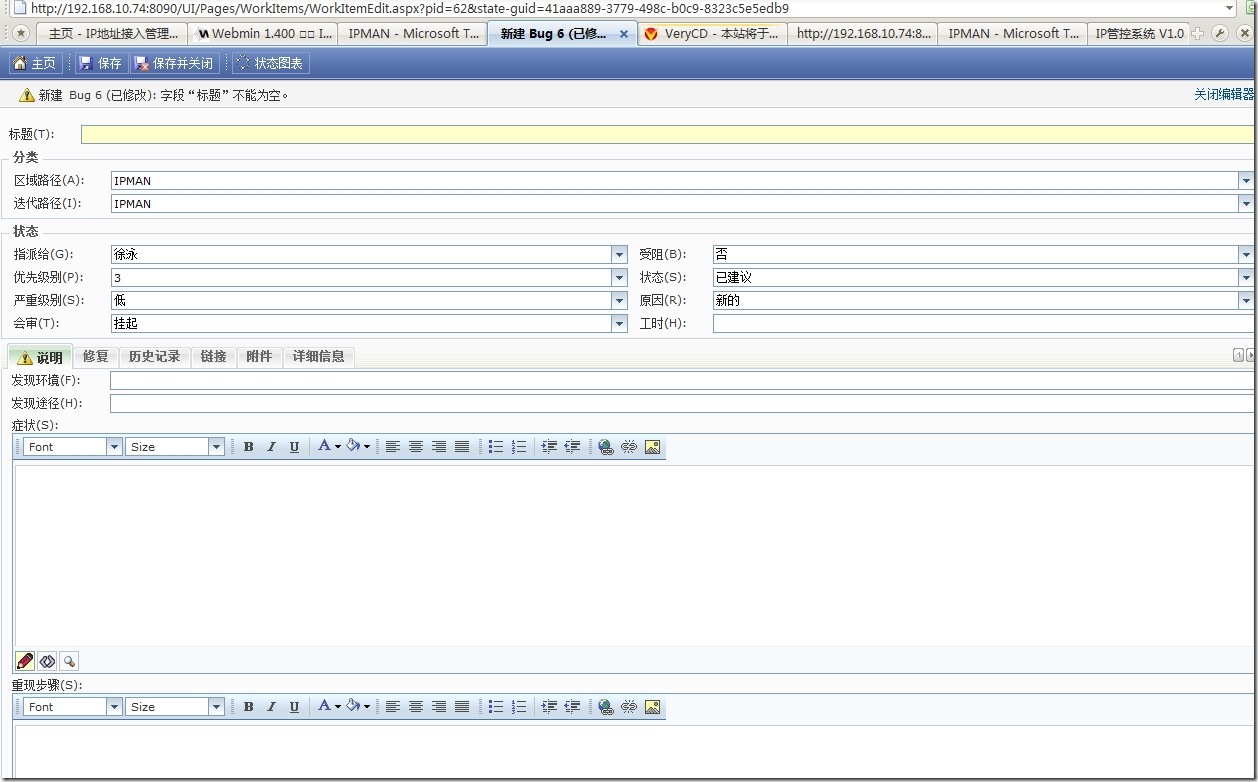 http://192.168.10.74:8090/UI/Pages/WorkItems/WorkItemEdit.aspx?pid=62&state-guid=41aaa889-3779-498c-b0c9-8323c5e5edb9
主页 - IP地址接入管理... Webmin 1.400 □□ I... IPMAN - Microsoft T... 新建 Bug 6 (已修... VeryCD - 本站将于... http://192.168.10.74:8... IPMAN - Microsoft T... IP管控系统 V1.0
主页 保存 保存并关闭 状态图表
新建 Bug 6 (已修改): 字段“标题”不能为空。 关闭编辑器
标题(T):
分类
区域路径(A): IPMAN
迭代路径(I): IPMAN
状态
指派给(G): 徐泳 受阻(B): 否
优先级别(P): 3 状态(S): 已建议
严重级别(S): 低 原因(R): 新的
会审(T): 挂起 工时(H):
说明 修复 历史记录 链接 附件 详细信息
发现环境(F):
发现途径(H):
症状(S):
Font Size B I U A
重现步骤(S):
Font Size B I U A